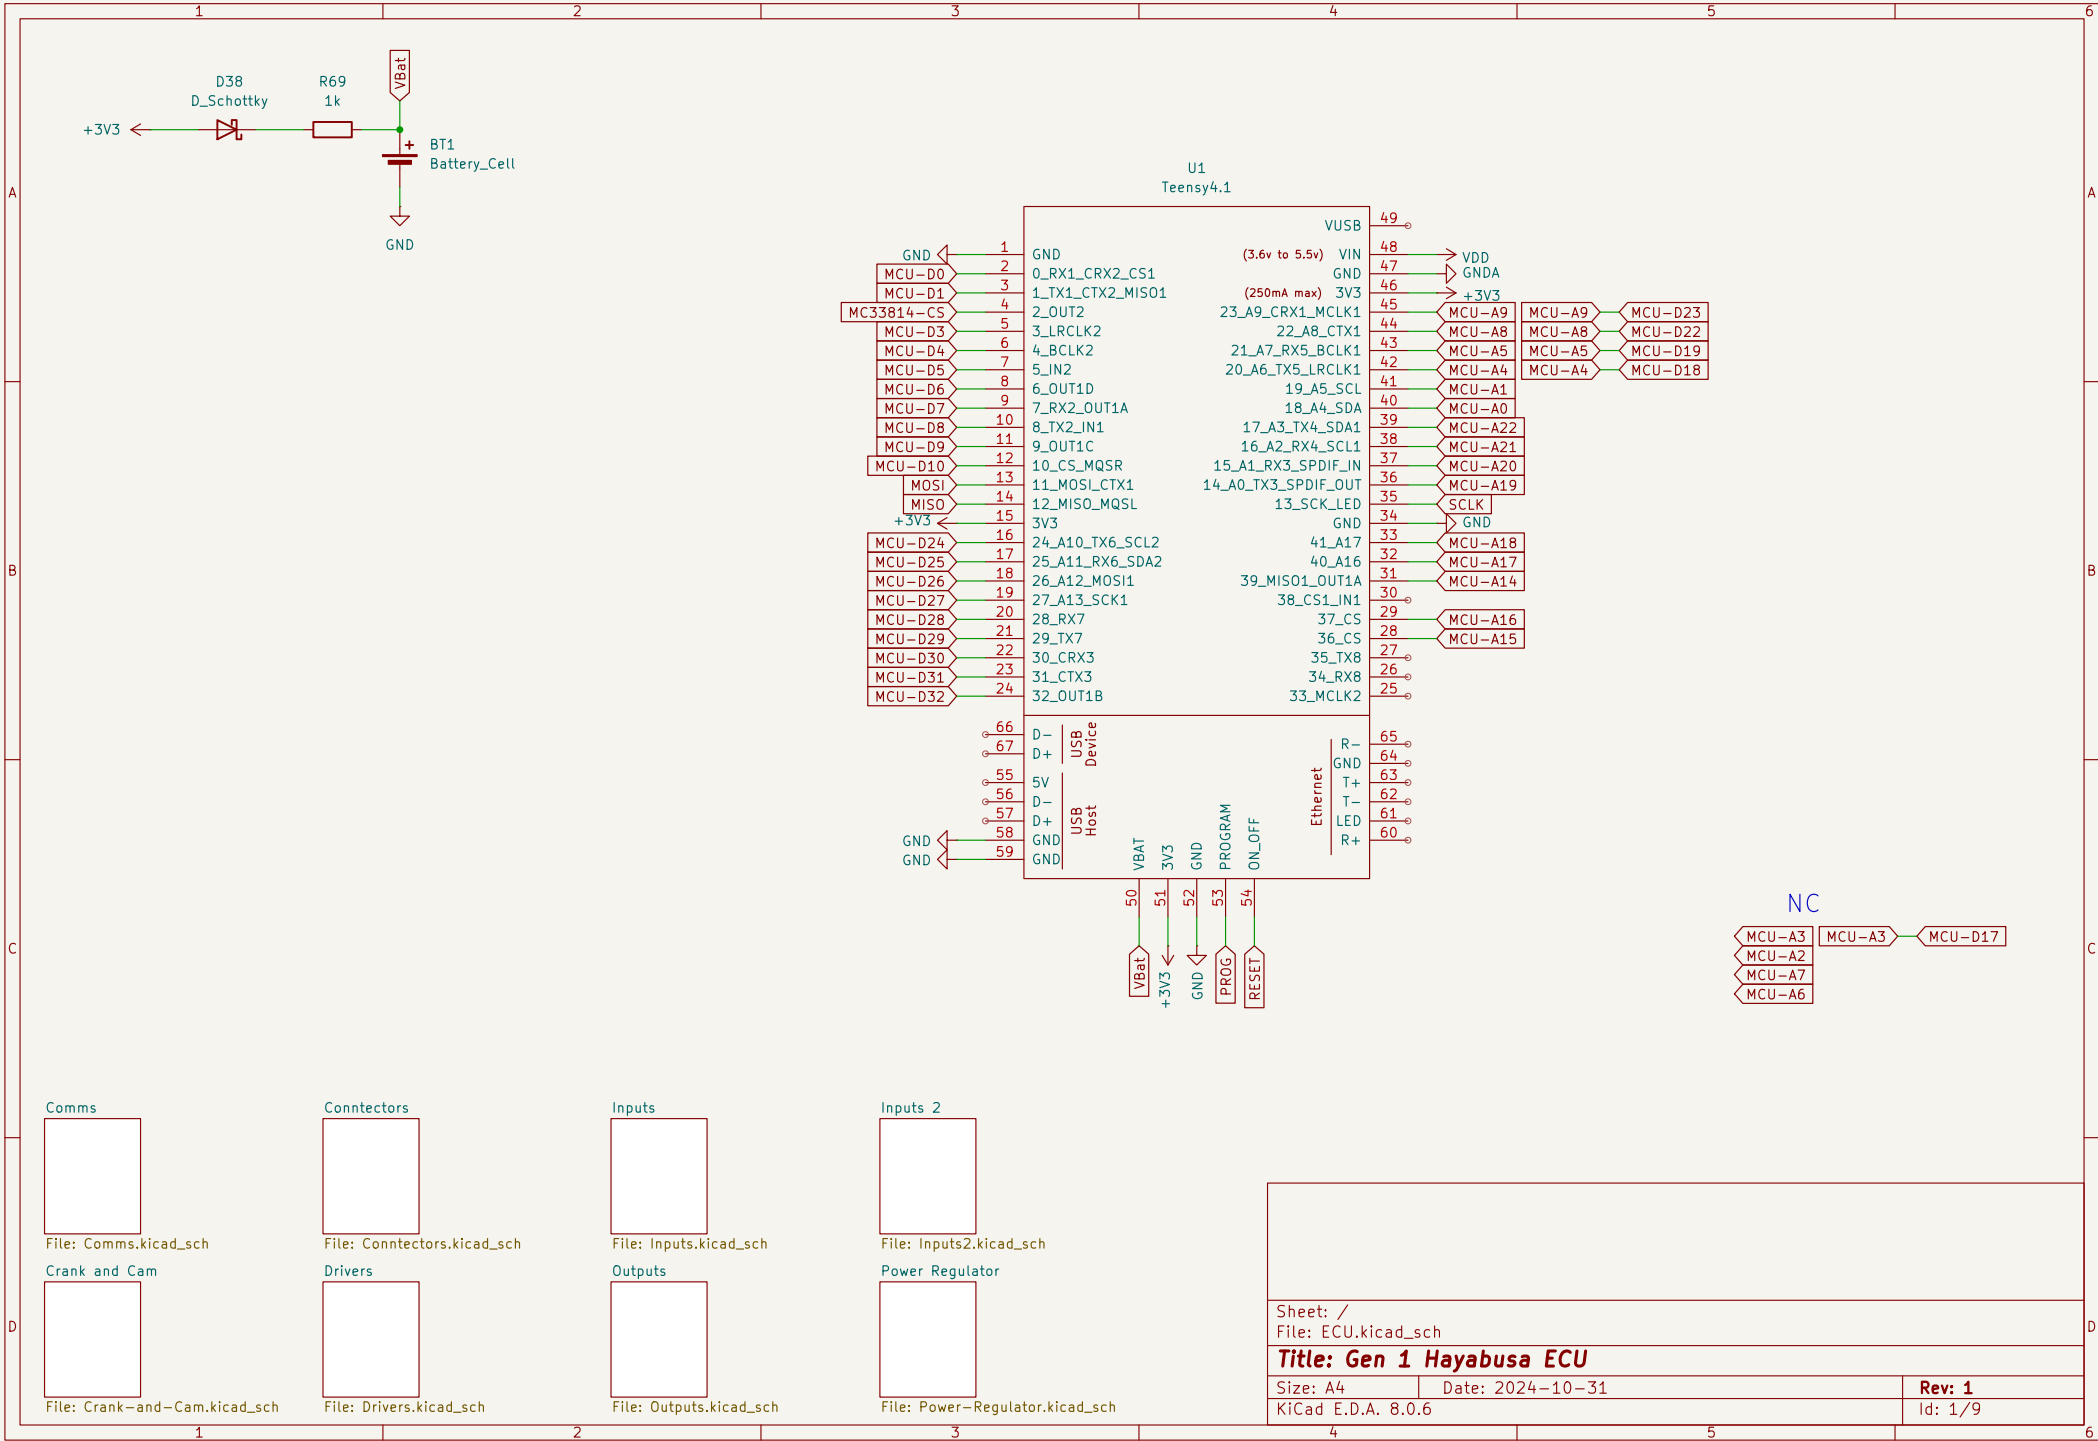 1 2 3 4 5 6
VBat
D38
D_Schottky
R69
1k
+3V3
BT1
Battery_Cell
GND
A A
B B
C C
D D
U1
Teensy4.1
VUSB 49
GND 1 GND
(3.6v to 5.5v) VIN 48 VDD
MCU-D0 2 0_RX1_CRX2_CS1
GND 47 GNDA
MCU-D1 3 1_TX1_CTX2_MISO1
(250mA max) 3V3 46 +3V3
MC33814-CS 4 2_OUT2
23_A9_CRX1_MCLK1 45 MCU-A9 MCU-A9 MCU-D23
MCU-D3 5 3_LRCLK2
22_A8_CTX1 44 MCU-A8 MCU-A8 MCU-D22
MCU-D4 6 4_BCLK2
21_A7_RX5_BCLK1 43 MCU-A5 MCU-A5 MCU-D19
MCU-D5 7 5_IN2
20_A6_TX5_LRCLK1 42 MCU-A4 MCU-A4 MCU-D18
MCU-D6 8 6_OUT1D
19_A5_SCL 41 MCU-A1
MCU-D7 9 7_RX2_OUT1A
18_A4_SDA 40 MCU-A0
MCU-D8 10 8_TX2_IN1
17_A3_TX4_SDA1 39 MCU-A22
MCU-D9 11 9_OUT1C
16_A2_RX4_SCL1 38 MCU-A21
MCU-D10 12 10_CS_MQSR
15_A1_RX3_SPDIF_IN 37 MCU-A20
MOSI 13 11_MOSI_CTX1
14_A0_TX3_SPDIF_OUT 36 MCU-A19
MISO 14 12_MISO_MQSL
13_SCK_LED 35 SCLK
+3V3 15 3V3
GND 34 GND
MCU-D24 16 24_A10_TX6_SCL2
41_A17 33 MCU-A18
MCU-D25 17 25_A11_RX6_SDA2
40_A16 32 MCU-A17
MCU-D26 18 26_A12_MOSI1
39_MISO1_OUT1A 31 MCU-A14
MCU-D27 19 27_A13_SCK1
38_CS1_IN1 30
MCU-D28 20 28_RX7
37_CS 29 MCU-A16
MCU-D29 21 29_TX7
36_CS 28 MCU-A15
MCU-D30 22 30_CRX3
35_TX8 27
MCU-D31 23 31_CTX3
34_RX8 26
MCU-D32 24 32_OUT1B
33_MCLK2 25
66 D-
67 D+
USB Device
55 5V
56 D-
57 D+
GND 58 GND
GND 59 GND
USB Host
R- 65
GND 64
T+ 63
T- 62
LED 61
R+ 60
Ethernet
VBAT 3V3 GND PROGRAM ON_OFF
50 51 52 53 54
VBat +3V3 GND PROG RESET
NC
MCU-A3 MCU-A3 MCU-D17
MCU-A2
MCU-A7
MCU-A6
Comms
File: Comms.kicad_sch
Conntectors
File: Conntectors.kicad_sch
Inputs
File: Inputs.kicad_sch
Inputs 2
File: Inputs2.kicad_sch
Crank and Cam
File: Crank-and-Cam.kicad_sch
Drivers
File: Drivers.kicad_sch
Outputs
File: Outputs.kicad_sch
Power Regulator
File: Power-Regulator.kicad_sch
Sheet: /
File: ECU.kicad_sch
Title: Gen 1 Hayabusa ECU
Size: A4 Date: 2024-10-31 Rev: 1
KiCad E.D.A. 8.0.6 Id: 1/9
1 2 3 4 5 6